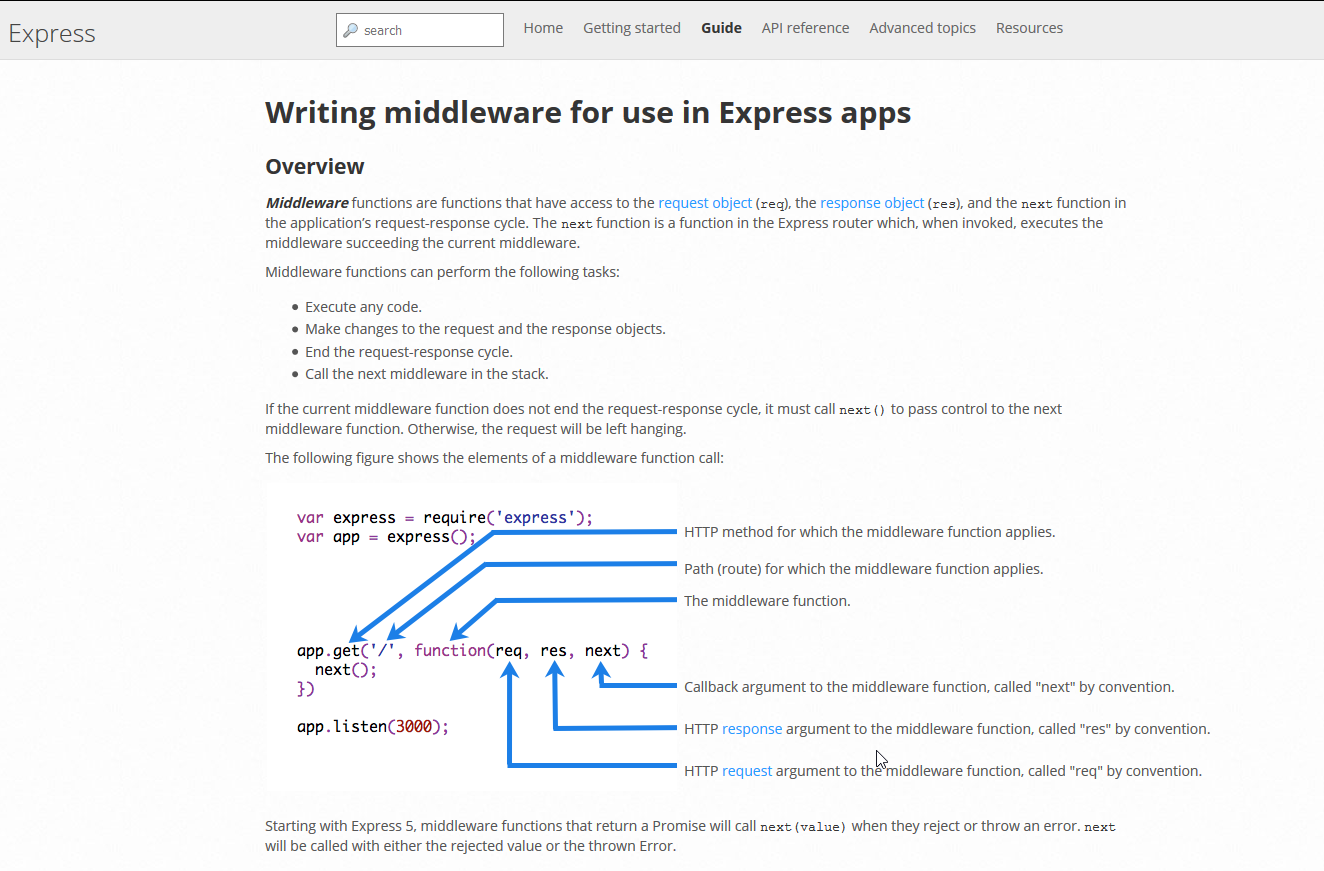 Express
search
Home Getting started Guide API reference Advanced topics Resources
Writing middleware for use in Express apps
Overview
Middleware functions are functions that have access to the request object (req), the response object (res), and the next function in
the application’s request-response cycle. The next function is a function in the Express router which, when invoked, executes the
middleware succeeding the current middleware.
Middleware functions can perform the following tasks:
• Execute any code.
• Make changes to the request and the response objects.
• End the request-response cycle.
• Call the next middleware in the stack.
If the current middleware function does not end the request-response cycle, it must call next() to pass control to the next
middleware function. Otherwise, the request will be left hanging.
The following figure shows the elements of a middleware function call:
var express = require('express');
var app = express();
HTTP method for which the middleware function applies.
Path (route) for which the middleware function applies.
The middleware function.
app.get('/', function(req, res, next) {
next();
})
app.listen(3000);
Callback argument to the middleware function, called "next" by convention.
HTTP response argument to the middleware function, called "res" by convention.
HTTP request argument to the middleware function, called "req" by convention.
Starting with Express 5, middleware functions that return a Promise will call next(value) when they reject or throw an error. next
will be called with either the rejected value or the thrown Error.